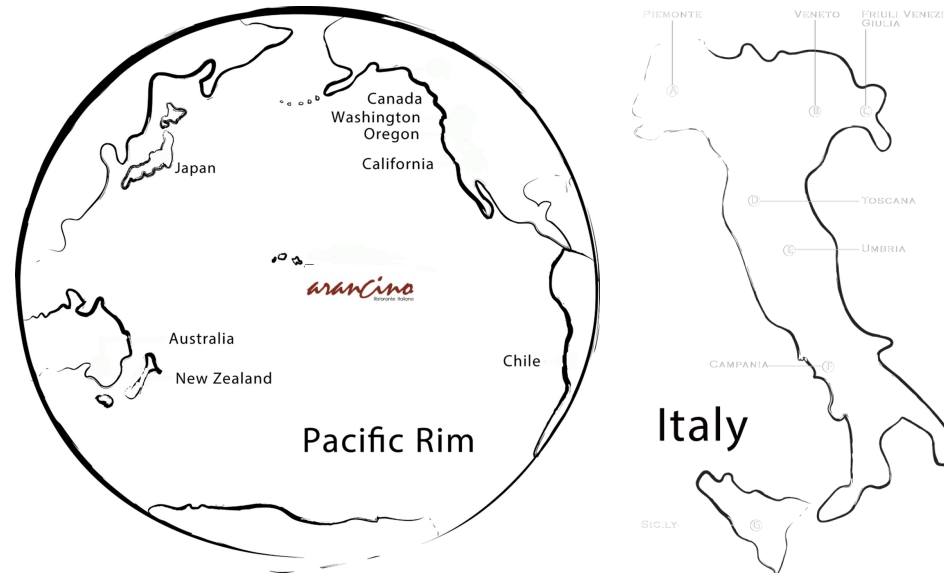 Canada
Washington
Oregon
California
Japan
arancino
Ristorante Italiano
Australia
New Zealand
Chile
Pacific Rim
PIEMONTE
VENETO
FRIULI VENEZI
GIULIA
A
B
C
D
TOSCANA
E
UMBRIA
CAMPANIA
F
Italy
SICILY
G